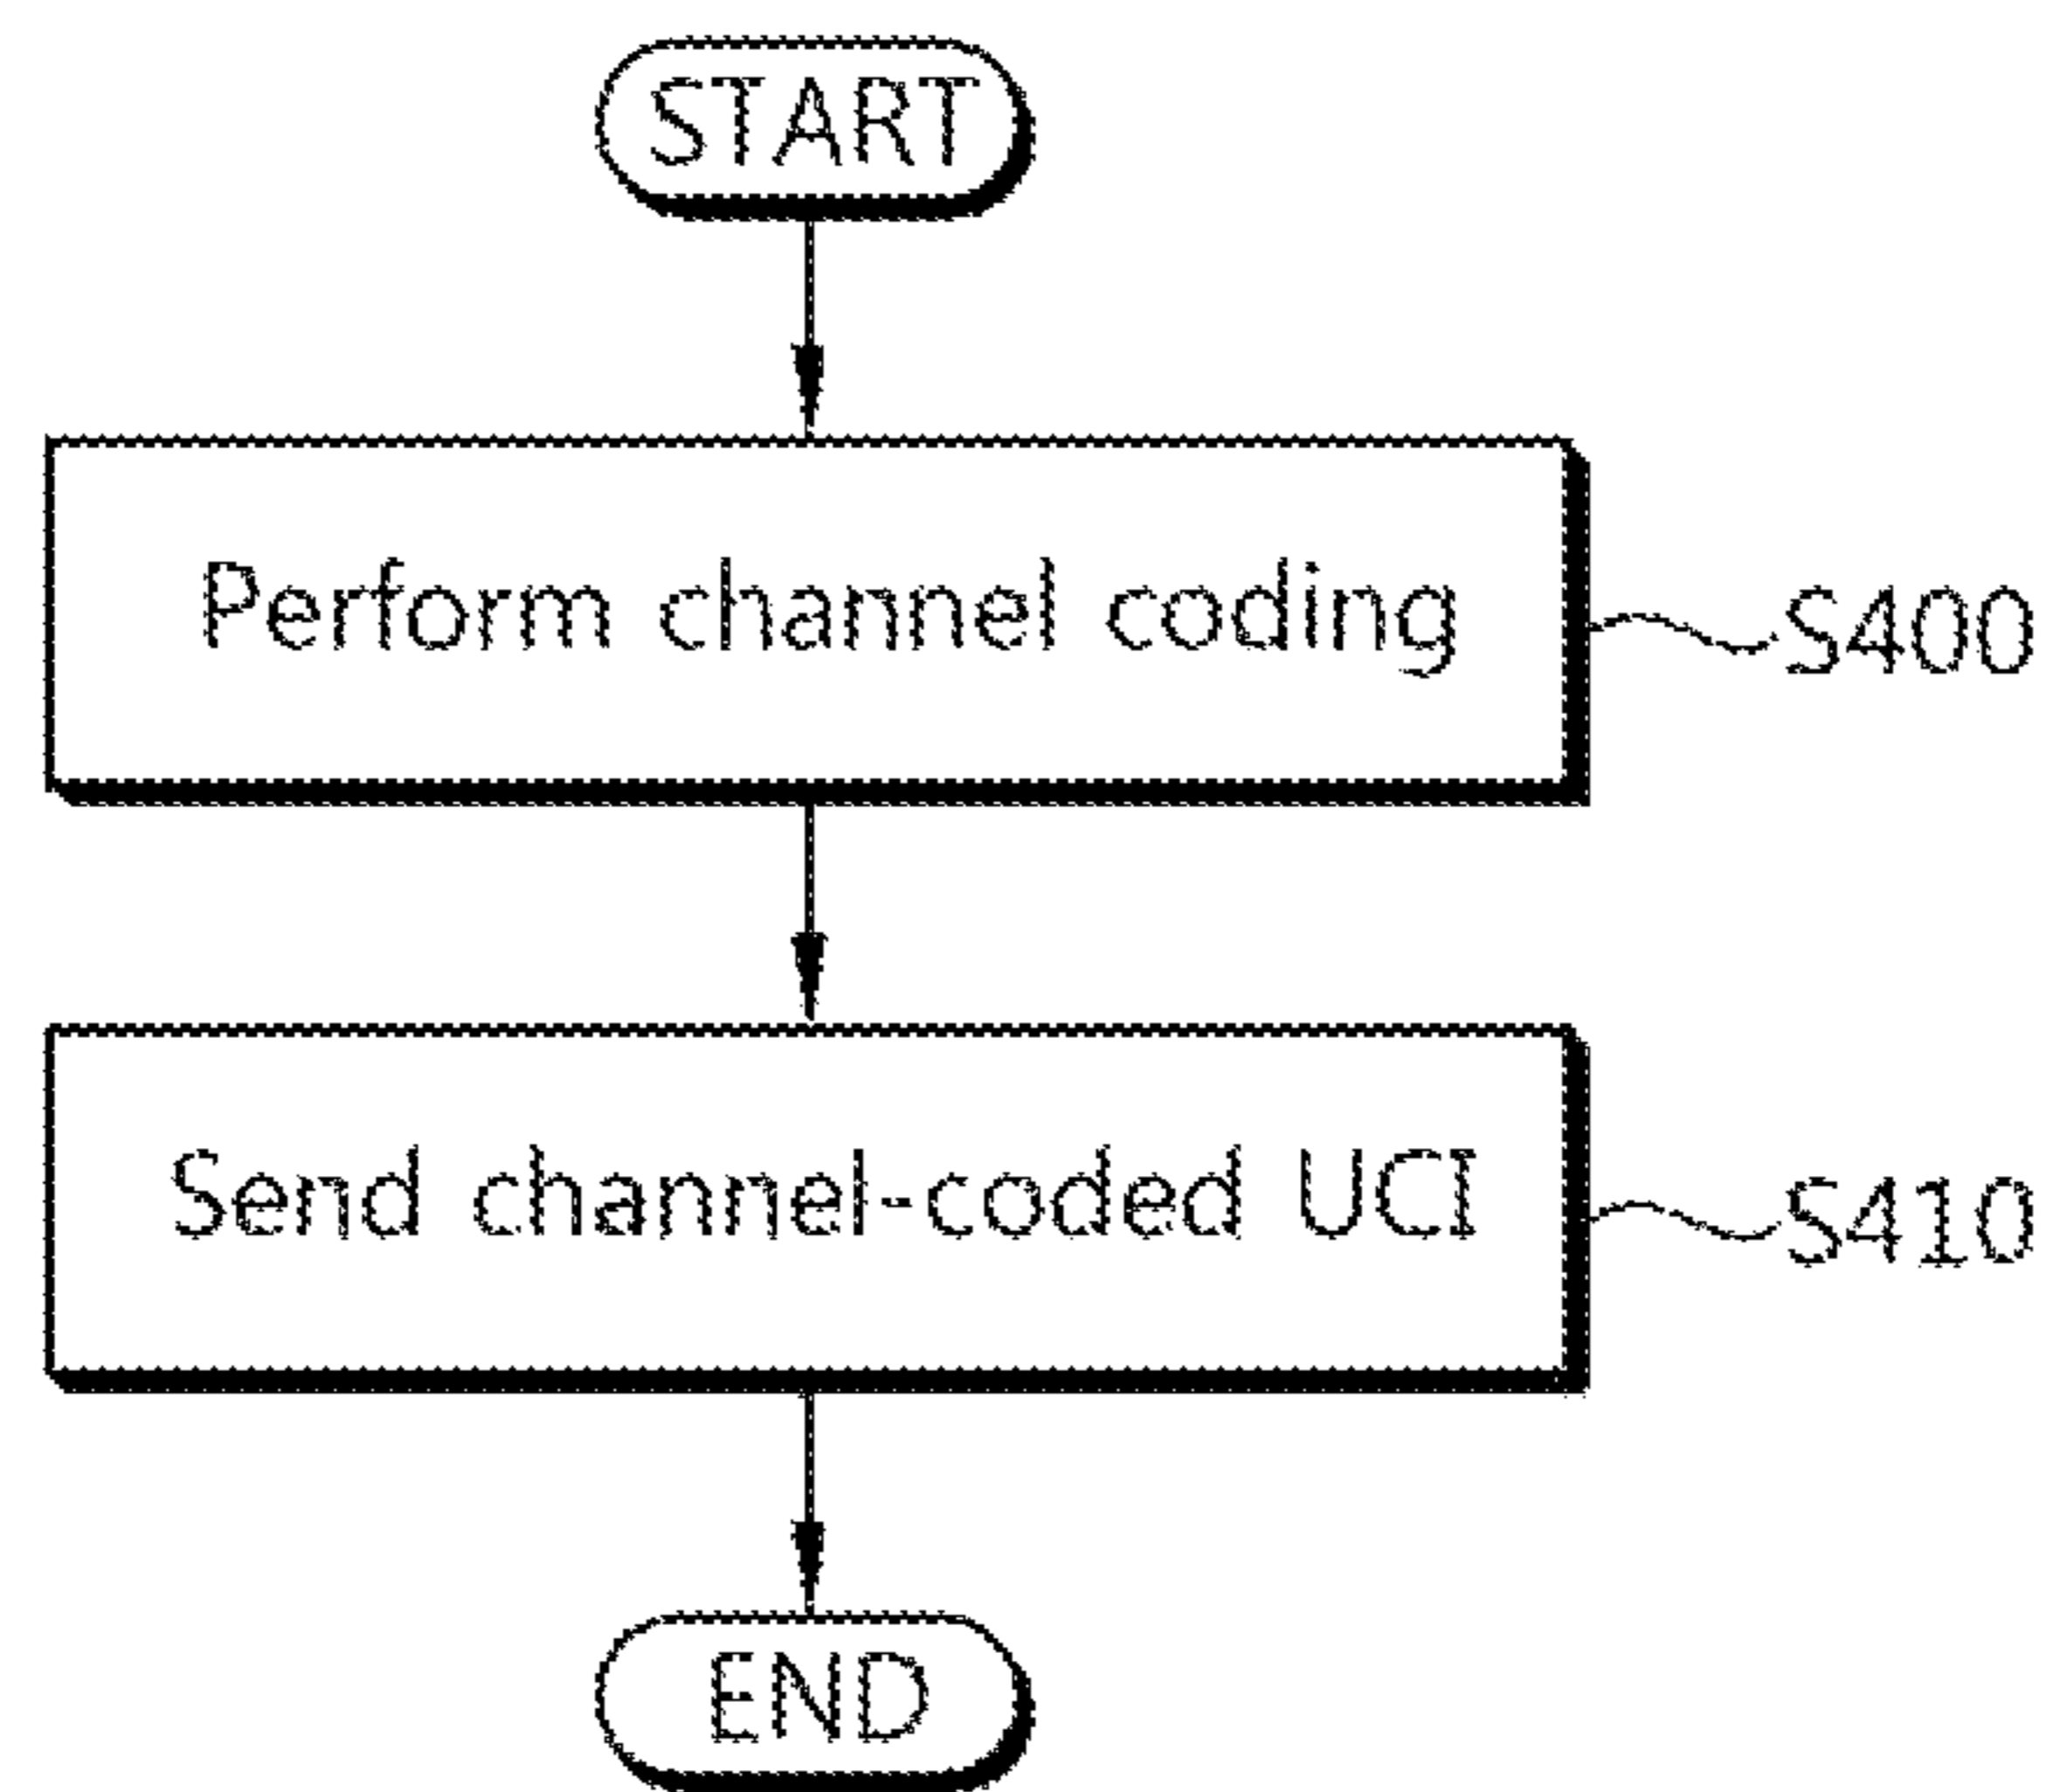 START
Perform channel coding
S400
Send channel-coded UCI
S410
END